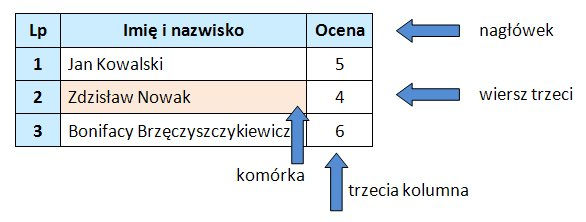 Lp Imię i nazwisko Ocena nagłówek
1 Jan Kowalski 5
2 Zdzisław Nowak 4 wiersz trzeci
3 Bonifacy Brzęczyszczykiewicz 6
komórka
trzecia kolumna